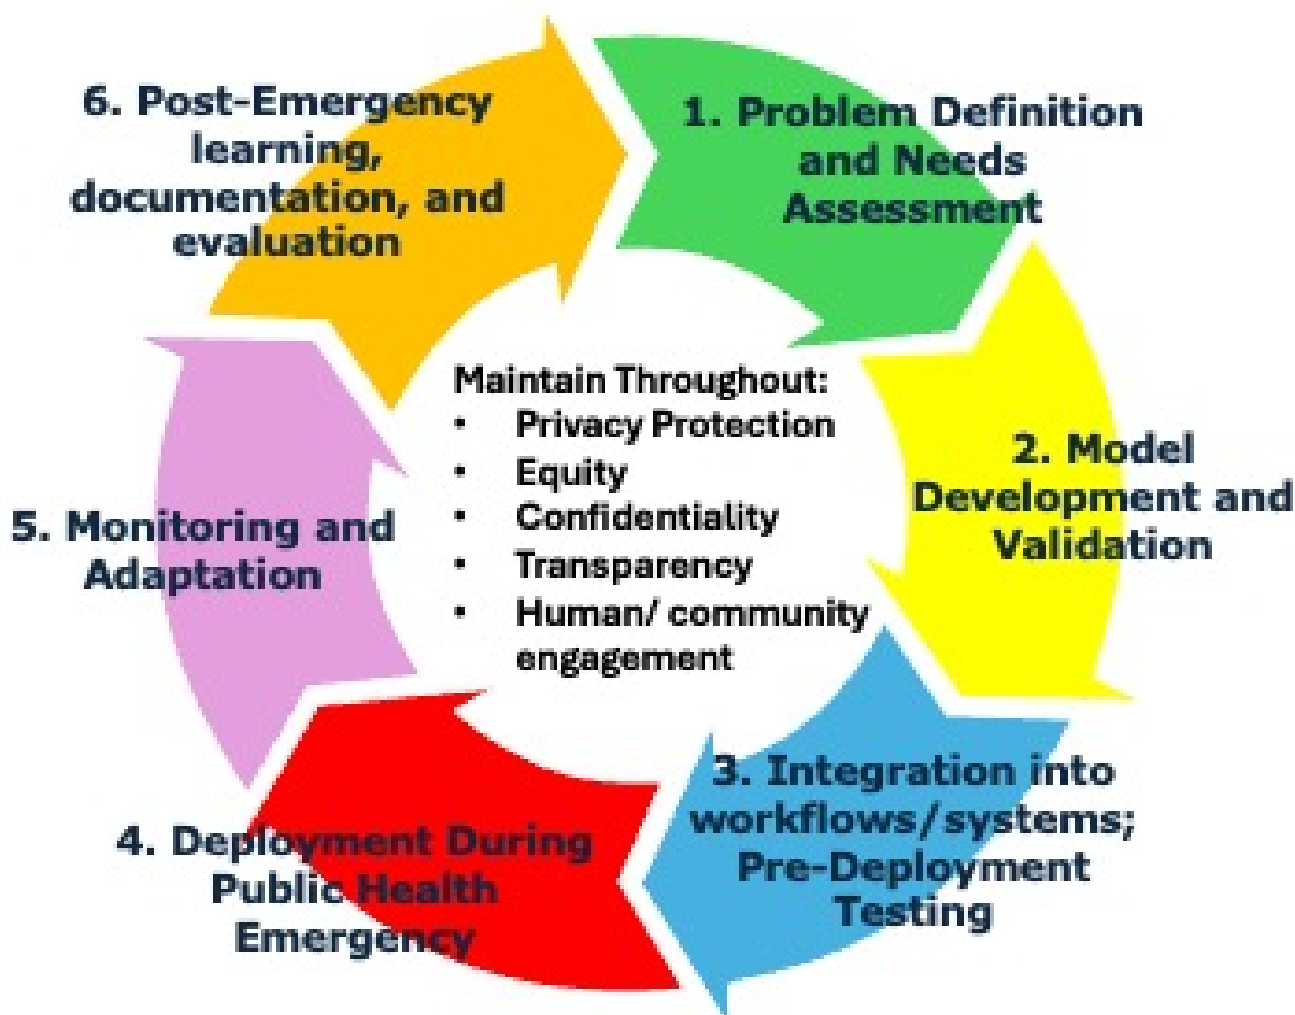 1. Problem Definition
and Needs
Assessment
2. Model
Development and
Validation
3. Integration into
workflows/systems;
Pre-Deployment
Testing
4. Deployment During
Public Health
Emergency
5. Monitoring and
Adaptation
6. Post-Emergency
learning,
documentation, and
evaluation
Maintain Throughout:
• Privacy Protection
• Equity
• Confidentiality
• Transparency
• Human/ community
engagement